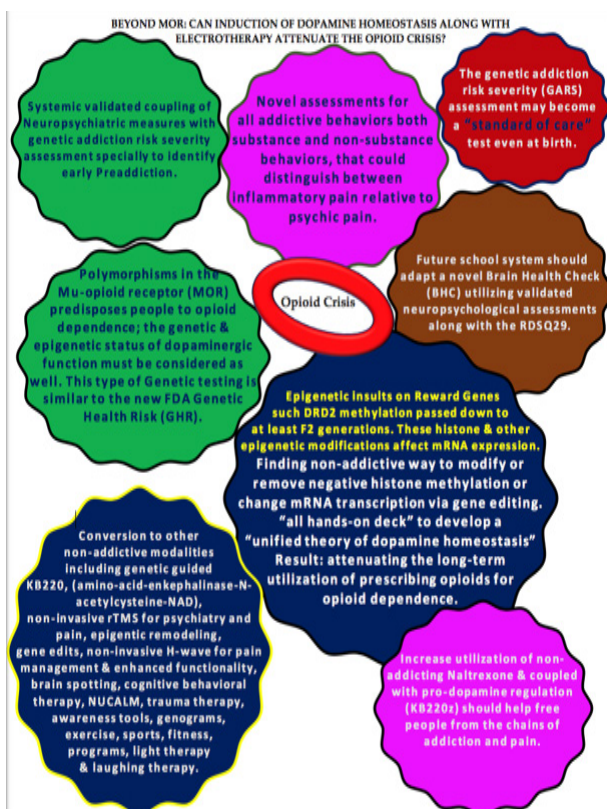 BEYOND MOR: CAN INDUCTION OF DOPAMINE HOMEOSTASIS ALONG WITH
ELECTROTHERAPY ATTENUATE THE OPIOID CRISIS?
Systemic validated coupling of
Neuropsychiatric measures with
genetic addiction risk severity
assessment specially to identify
early Preaddiction.
Novel assessments for
all addictive behaviors both
substance and non-substance
behaviors, that could
distinguish between
inflammatory pain relative to
psychic pain.
The genetic addiction
risk severity (GARS)
assessment may become
a "standard of care"
test even at birth.
Polymorphisms in the
Mu-opioid receptor (MOR)
predisposes people to opioid
dependence; the genetic &
epigenetic status of dopaminergic
function must be considered as
well. This type of Genetic testing is
similar to the new FDA Genetic
Health Risk (GHR).
Opioid Crisis
Future school system should
adapt a novel Brain Health Check
(BHC) utilizing validated
neuropsychological assessments
along with the RDSQ29.
Epigenetic insults on Reward Genes
such DRD2 methylation passed down to
at least F2 generations. These histone & other
epigenetic modifications affect mRNA expression.
Finding non-addictive way to modify or
remove negative histone methylation or
change mRNA transcription via gene editing.
“all hands-on deck” to develop a
“unified theory of dopamine homeostasis”
Result: attenuating the long-term
utilization of prescribing opioids for
opioid dependence.
Conversion to other
non-addictive modalities
including genetic guided
KB220, (amino-acid-enkephalinase-N-
acetylcysteine-NAD),
non-invasive rTMS for psychiatry and
pain, epigentic remodeling,
gene edits, non-invasive H-wave for pain
management & enhanced functionality,
brain spotting, cognitive behavioral
therapy, NUCALM, trauma therapy,
awareness tools, genograms,
exercise, sports, fitness,
programs, light therapy
& laughing therapy.
Increase utilization of non-
addicting Naltrexone & coupled
with pro-dopamine regulation
(KB220z) should help free
people from the chains of
addiction and pain.